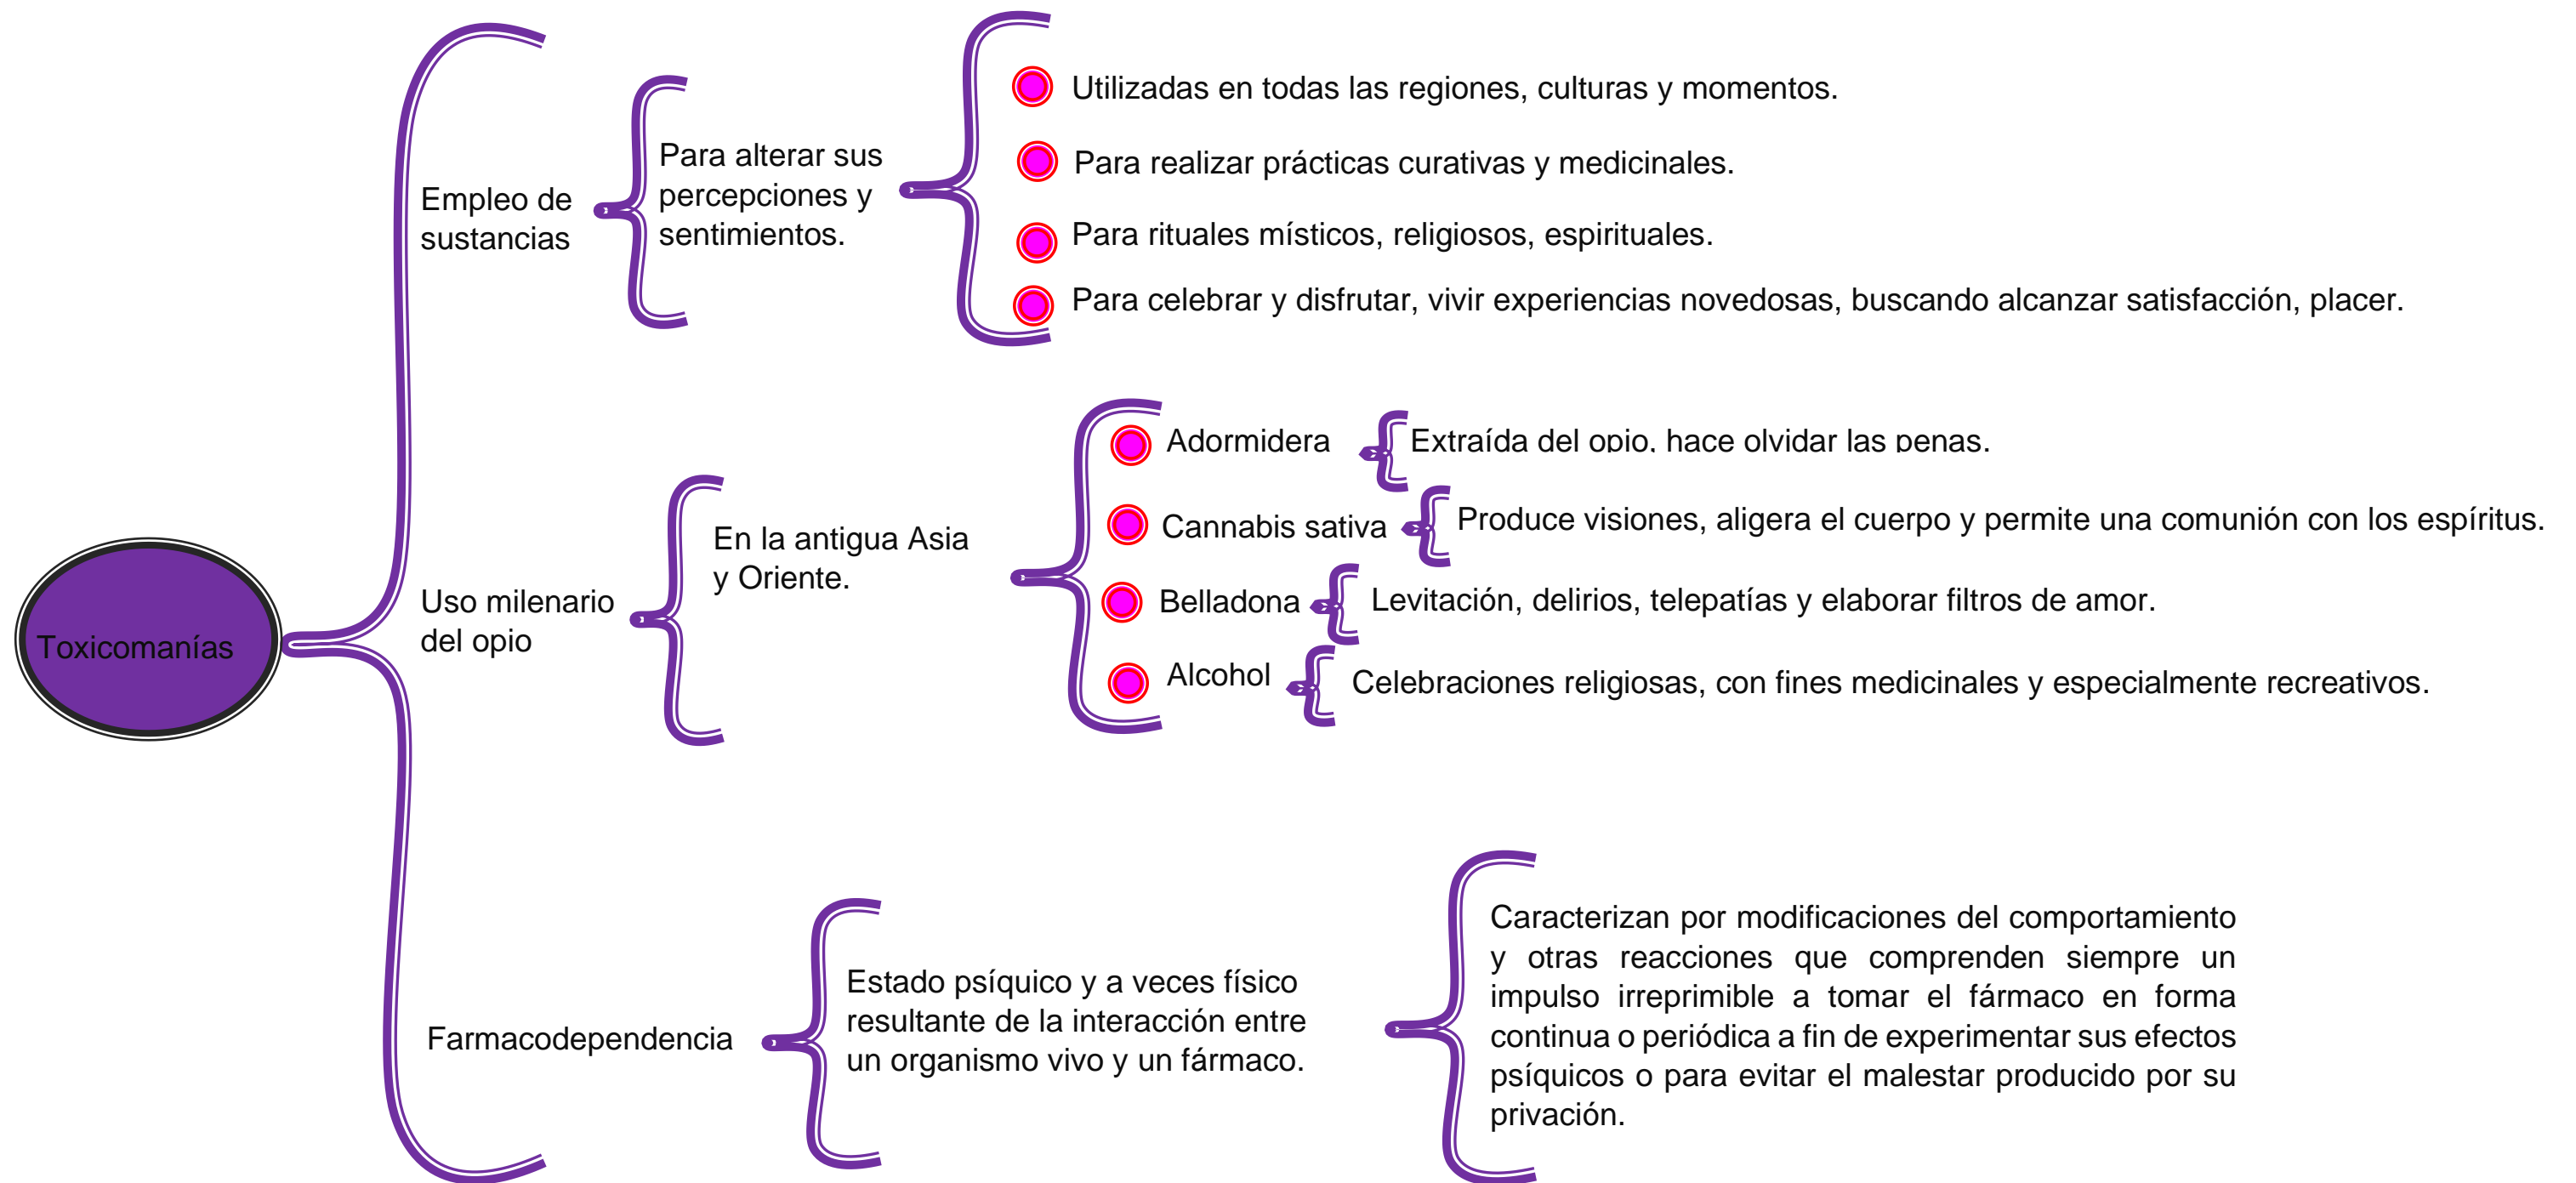 Toxicomanías
Empleo de
sustancias
Para alterar sus
percepciones y
sentimientos.
Utilizadas en todas las regiones, culturas y momentos.
Para realizar prácticas curativas y medicinales.
Para rituales místicos, religiosos, espirituales.
Para celebrar y disfrutar, vivir experiencias novedosas, buscando alcanzar satisfacción, placer.
Uso milenario
del opio
En la antigua Asia
y Oriente.
Adormidera
Extraída del opio, hace olvidar las penas.
Cannabis sativa
Produce visiones, aligera el cuerpo y permite una comunión con los espíritus.
Belladona
Levitación, delirios, telepatías y elaborar filtros de amor.
Alcohol
Celebraciones religiosas, con fines medicinales y especialmente recreativos.
Farmacodependencia
Estado psíquico y a veces físico
resultante de la interacción entre
un organismo vivo y un fármaco.
Caracterizan por modificaciones del comportamiento
y otras reacciones que comprenden siempre un
impulso irreprimible a tomar el fármaco en forma
continua o periódica a fin de experimentar sus efectos
psíquicos o para evitar el malestar producido por su
privación.